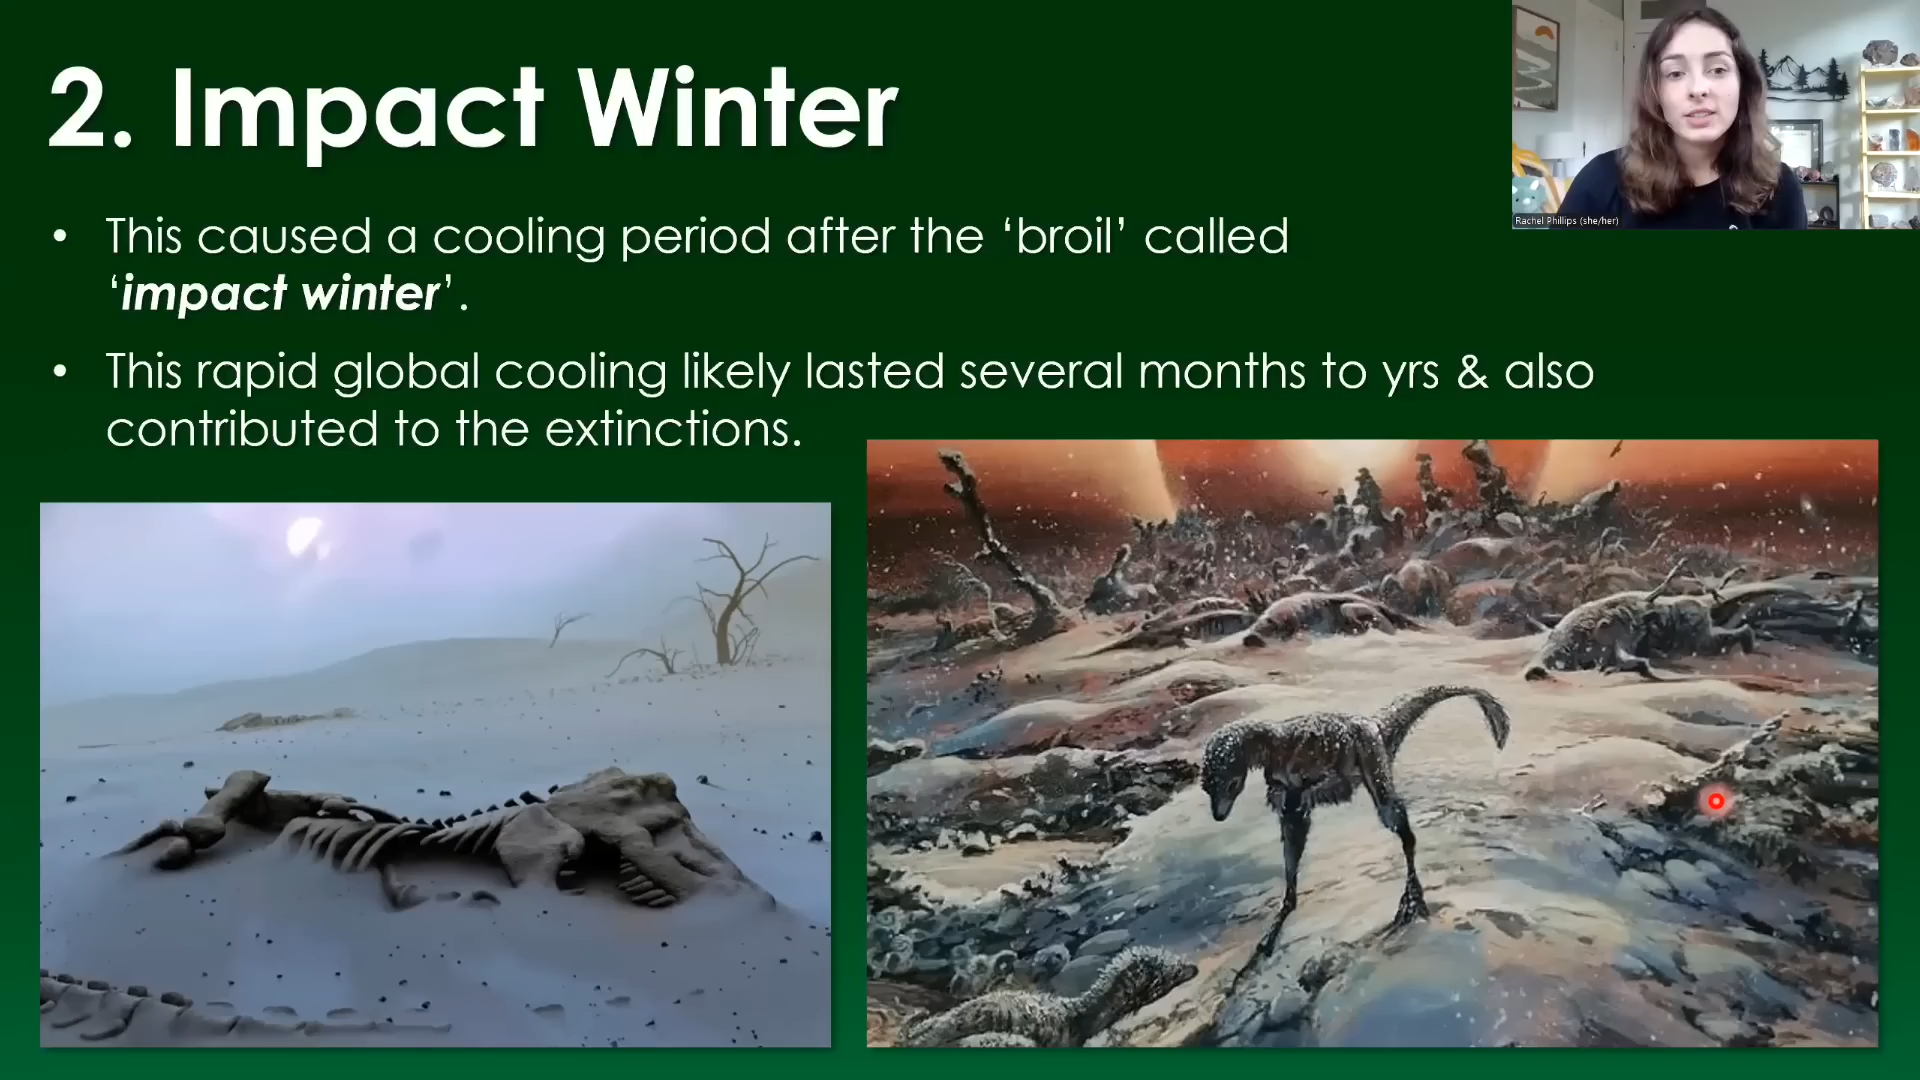 2. Impact Winter
Rachel Phillips (she/her)
• This caused a cooling period after the ‘broil’ called
‘impact winter’.
• This rapid global cooling likely lasted several months to yrs & also
contributed to the extinctions.